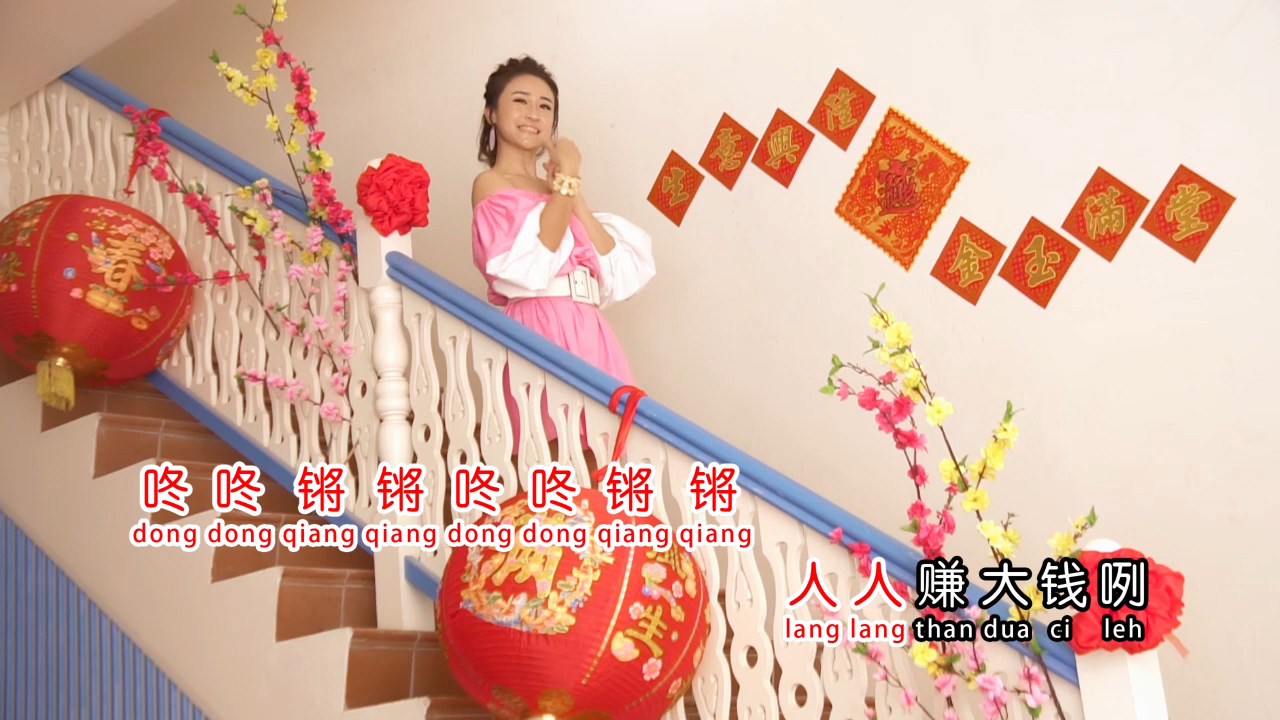 生意興隆
金玉滿堂
春
咚咚锵锵咚咚锵锵
dong dong qiang qiang dong dong qiang qiang
人人赚大钱咧
lang lang than dua ci leh